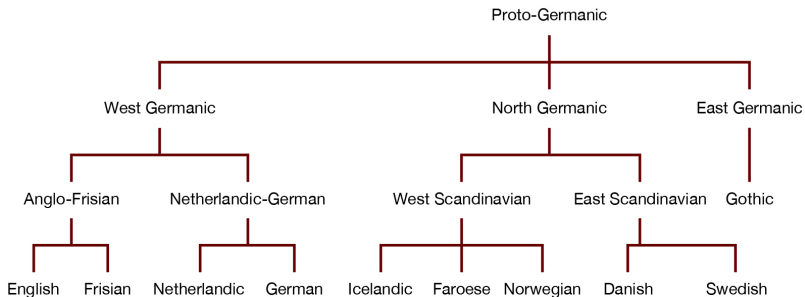 Proto-Germanic
West Germanic
North Germanic
East Germanic
Anglo-Frisian
Netherlandic-German
West Scandinavian
East Scandinavian
Gothic
English
Frisian
Netherlandic
German
Icelandic
Faroese
Norwegian
Danish
Swedish